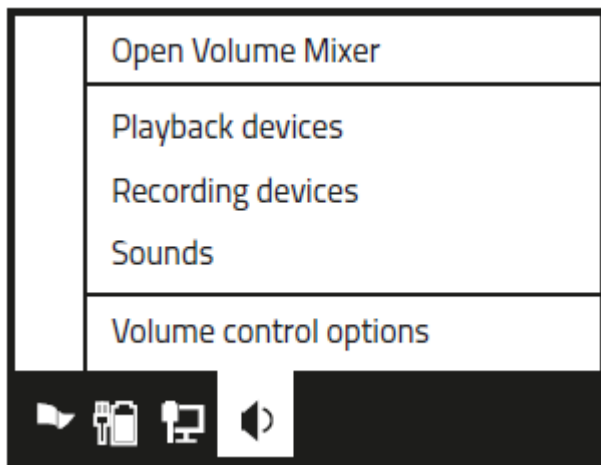 Open Volume Mixer
Playback devices
Recording devices
Sounds
Volume control options